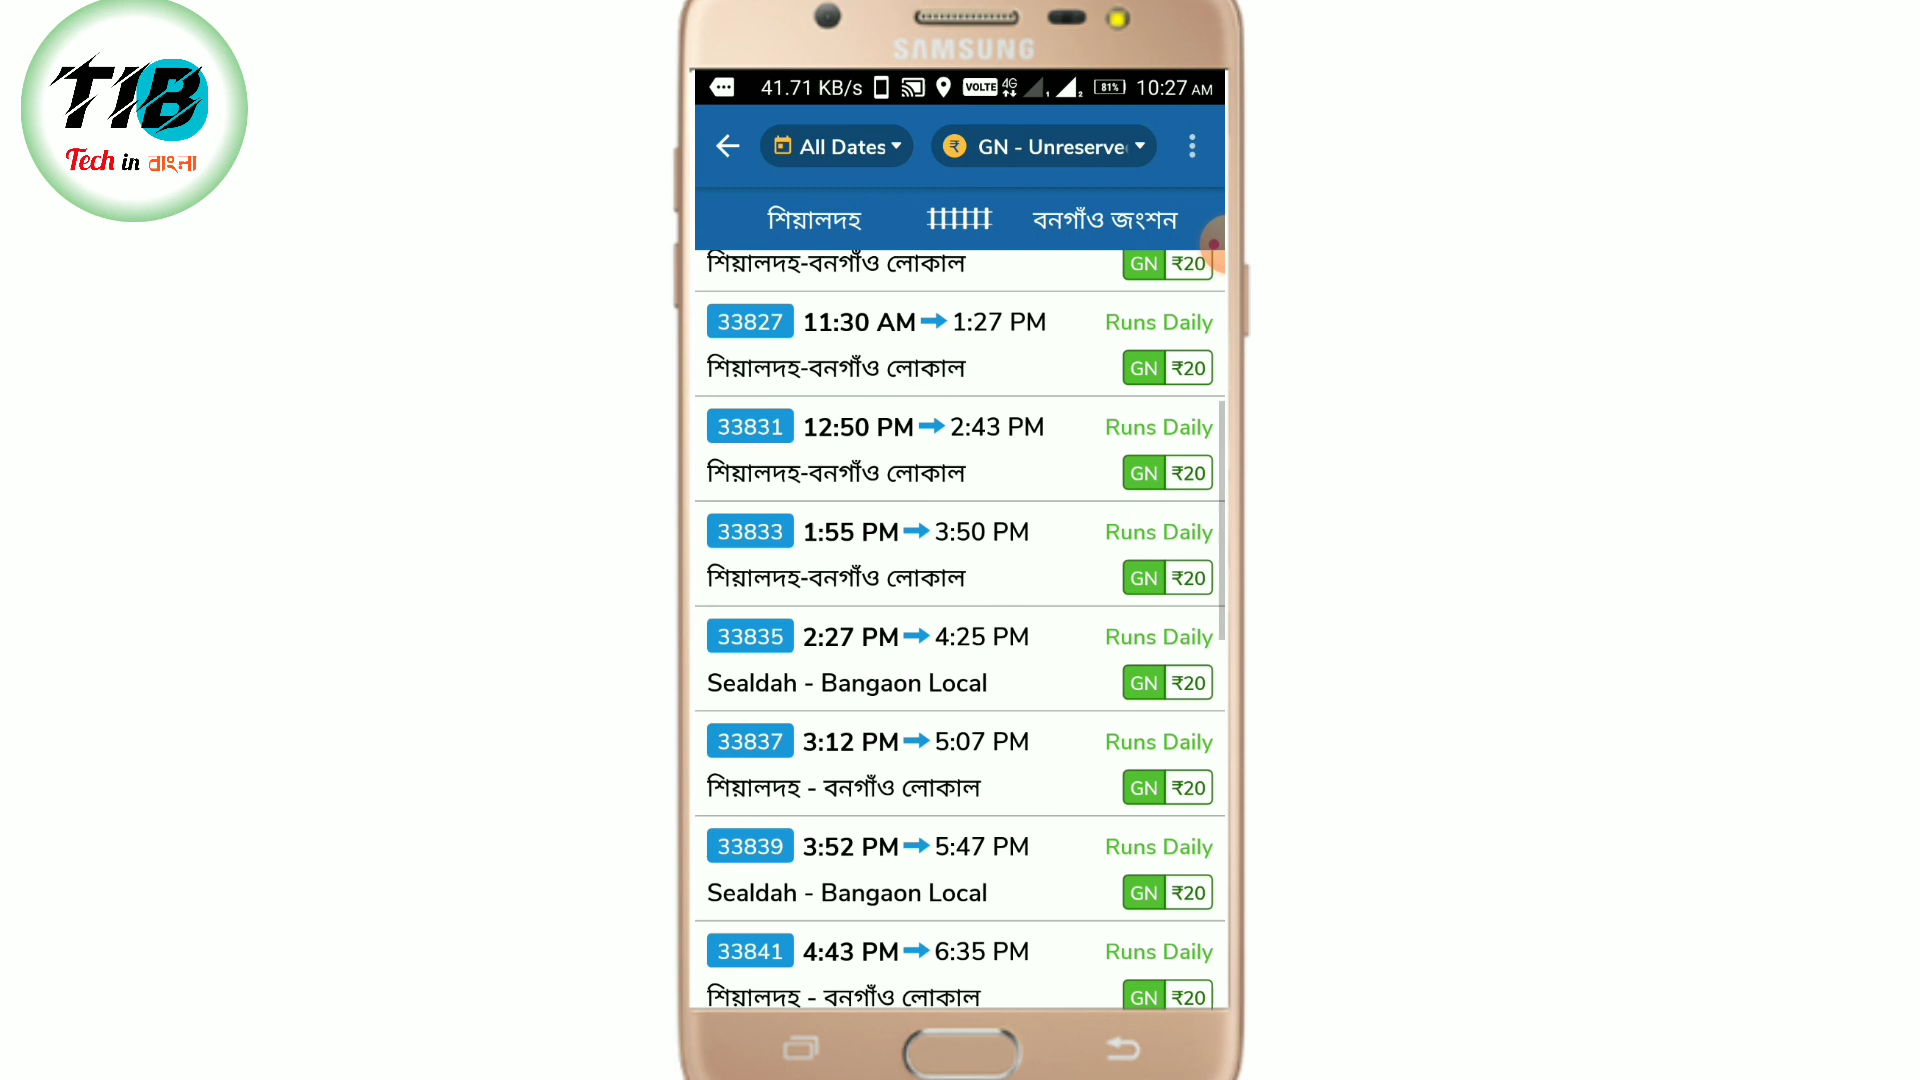 TIB
Tech in বাংলা
SAMSUNG
41.71 KB/s VOLTE 4G 1 2 81% 10:27 AM
All Dates GN - Unreserve
শিয়ালদহ বনগাঁও জংশন
শিয়ালদহ-বনগাঁও লোকাল GN ₹20
33827 11:30 AM 1:27 PM Runs Daily
শিয়ালদহ-বনগাঁও লোকাল GN ₹20
33831 12:50 PM 2:43 PM Runs Daily
শিয়ালদহ-বনগাঁও লোকাল GN ₹20
33833 1:55 PM 3:50 PM Runs Daily
শিয়ালদহ-বনগাঁও লোকাল GN ₹20
33835 2:27 PM 4:25 PM Runs Daily
Sealdah - Bangaon Local GN ₹20
33837 3:12 PM 5:07 PM Runs Daily
শিয়ালদহ - বনগাঁও লোকাল GN ₹20
33839 3:52 PM 5:47 PM Runs Daily
Sealdah - Bangaon Local GN ₹20
33841 4:43 PM 6:35 PM Runs Daily
শিয়ালদহ - বনগাঁও লোকাল GN ₹20